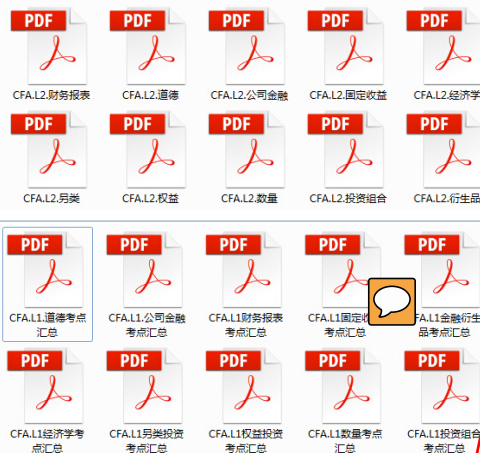 PDF PDF PDF PDF PDF
CFA.L2.财务报表 CFA.L2.道德 CFA.L2.公司金融 CFA.L2.固定收益 CFA.L2.经济学
PDF PDF PDF PDF PDF
CFA.L2.另类 CFA.L2.权益 CFA.L2.数量 CFA.L2.投资组合 CFA.L2.衍生品
PDF PDF PDF PDF PDF
CFA.L1.道德考点 CFA.L1.公司金融 CFA.L1.财务报表 CFA.L1固定 FA.L1金融衍生
汇总 考点汇总 考点汇总 考点汇总 品考点汇总
PDF PDF PDF PDF PDF
CFA.L1经济学考 CFA.L1另类投资 CFA.L1权益投资 CFA.L1数量考点 CFA.L1投资组合
点汇总 考点汇总 考点汇总 汇总 考点汇总